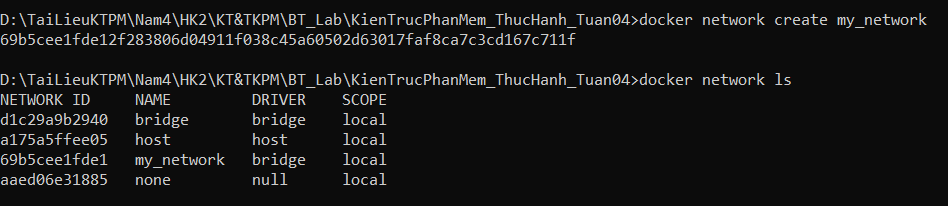 D:\TaiLieuKTPM\Nam4\HK2\KT&TKPM\BT_Lab\KienTrucPhanMem_ThucHanh_Tuan04>docker network create my_network
69b5cee1fde12f283806d04911f038c45a60502d63017faf8ca7c3cd167c711f
D:\TaiLieuKTPM\Nam4\HK2\KT&TKPM\BT_Lab\KienTrucPhanMem_ThucHanh_Tuan04>docker network ls
NETWORK ID     NAME         DRIVER    SCOPE
d1c29a9b2940   bridge       bridge    local
a175a5ffee05   host         host      local
69b5cee1fde1   my_network   bridge    local
aaed06e31885   none         null      local